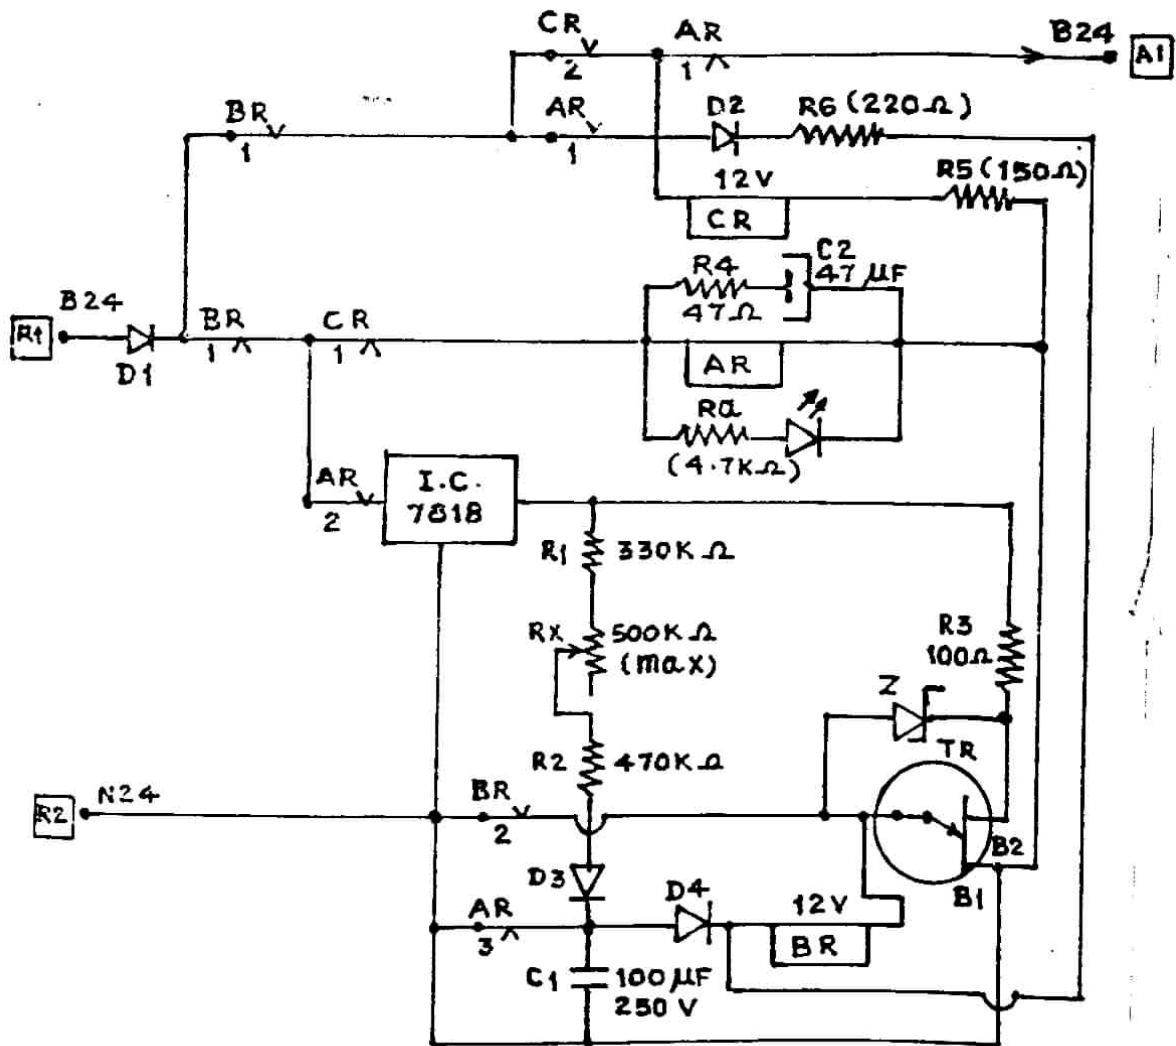 CR
2
AR
1
B24
A1
BR
1
AR
1
D2
R6 (220Ω)
12V
CR
R5 (150Ω)
R4
47Ω
C2
47 µF
B24
R1
D1
BR
1
CR
1
AR
Ra
(4.7KΩ)
AR
2
I.C.
7818
R1
330K Ω
RX
500K Ω
(max)
R3
100Ω
Z
R2
470K Ω
TR
N24
R2
BR
2
B2
B1
D3
AR
3
D4
12V
BR
C1
100 µF
250 V